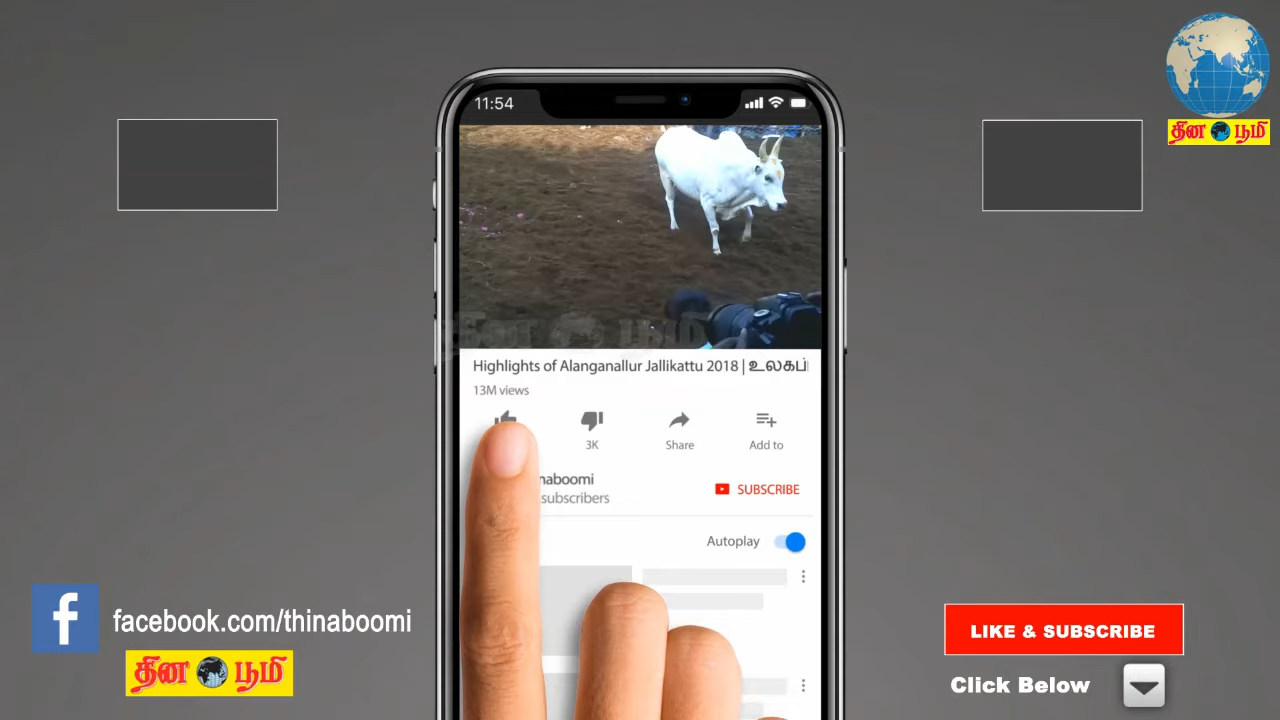 11:54
தின பூமி
தின பூமி
Highlights of Alanganallur Jallikattu 2018 | உலகப்
13M views
3K
Share
Add to
naboomi
subscribers
SUBSCRIBE
Autoplay
facebook.com/thinaboomi
தின பூமி
LIKE & SUBSCRIBE
Click Below